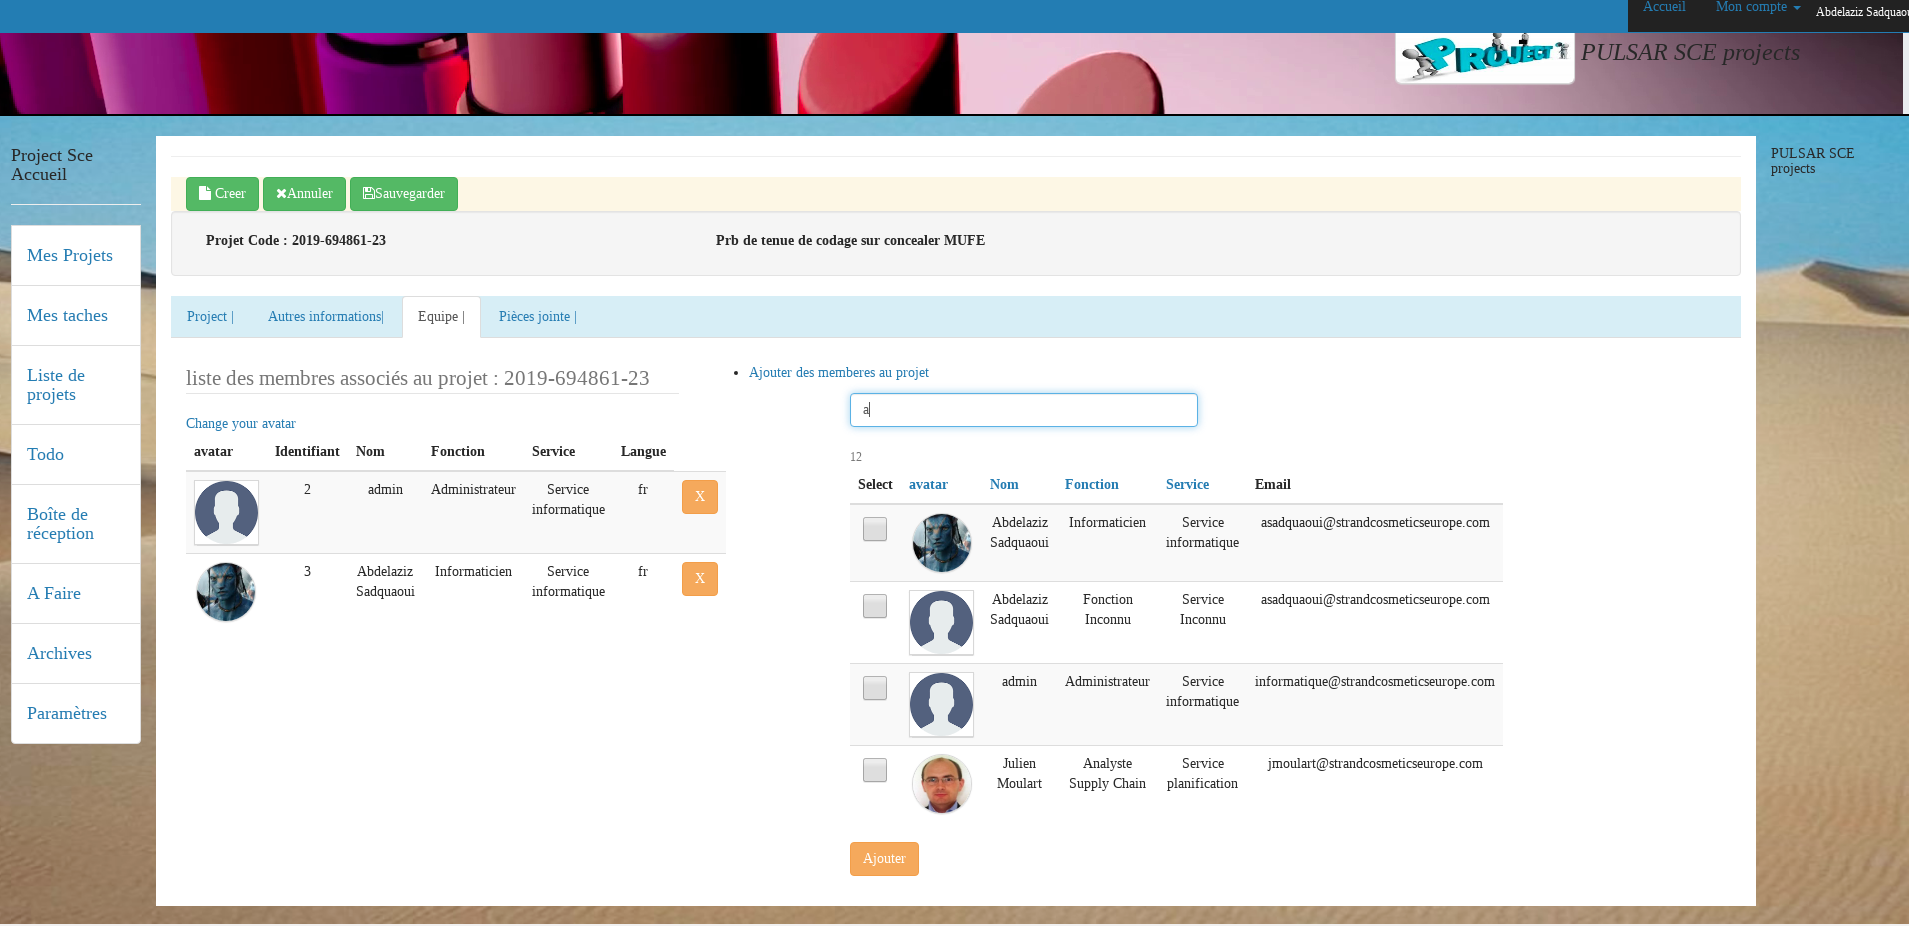 Accueil Mon compte Abdelaziz Sadquaou
PROJECT PULSAR SCE projects
Project Sce
Accueil
Mes Projets
Mes taches
Liste de
projets
Todo
Boîte de
réception
A Faire
Archives
Paramètres
Creer Annuler Sauvegarder
Projet Code : 2019-694861-23 Prb de tenue de codage sur concealer MUFE
Project | Autres informations| Equipe | Pièces jointe |
liste des membres associés au projet : 2019-694861-23
Change your avatar
avatar Identifiant Nom Fonction Service Langue
2 admin Administrateur Service fr X
informatique
3 Abdelaziz Informaticien Service fr X
Sadquaoui informatique
Ajouter des memberes au projet
a
12
Select avatar Nom Fonction Service Email
Abdelaziz Informaticien Service asadquaoui@strandcosmeticseurope.com
Sadquaoui informatique
Abdelaziz Fonction Service asadquaoui@strandcosmeticseurope.com
Sadquaoui Inconnu Inconnu
admin Administrateur Service informatique@strandcosmeticseurope.com
informatique
Julien Analyste Service jmoulart@strandcosmeticseurope.com
Moulart Supply Chain planification
Ajouter
PULSAR SCE
projects